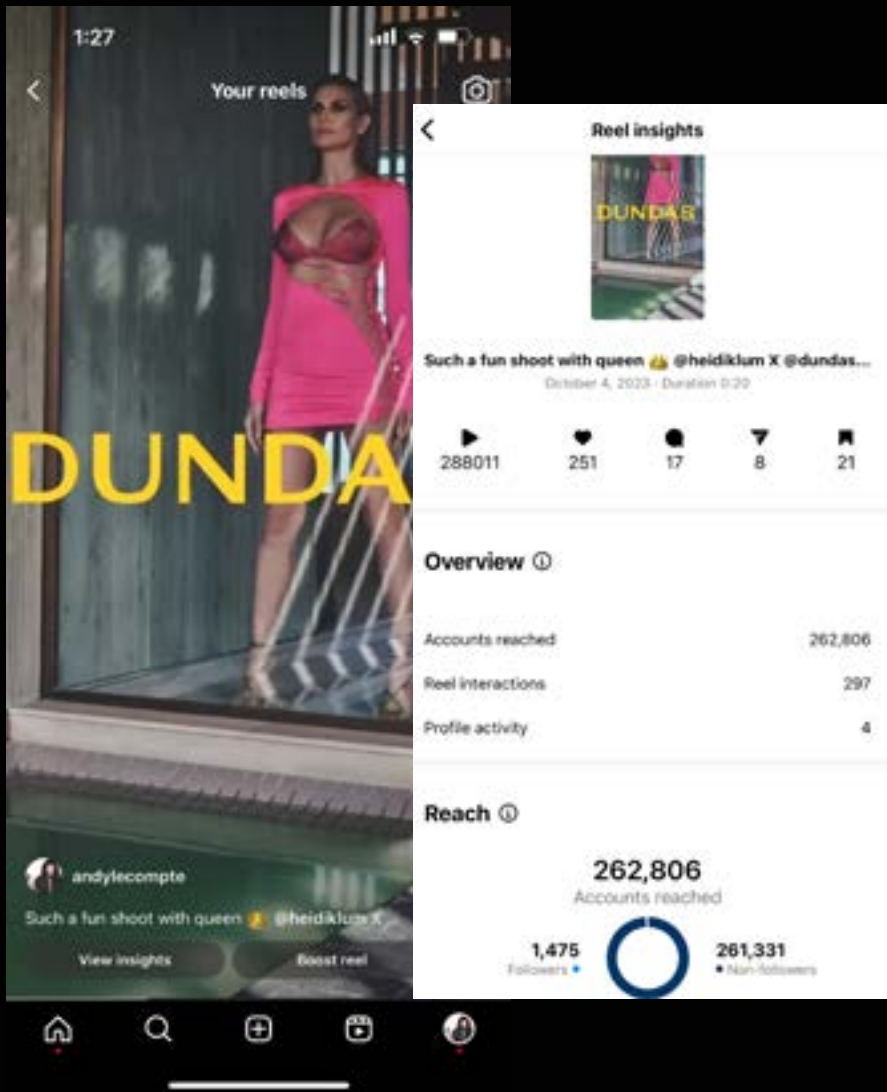 1:27
Your reels
DUNDA
andylecompte
Such a fun shoot with queen 👑 @heidiklum X
View insights
Boost reel
Reel insights
DUNDAS
Such a fun shoot with queen 👑 @heidiklum X @dundas...
October 4, 2023 · Duration 0:20
288011
251
17
8
21
Overview
Accounts reached
262,806
Reel interactions
297
Profile activity
4
Reach
262,806
Accounts reached
1,475
Followers
261,331
Non-followers